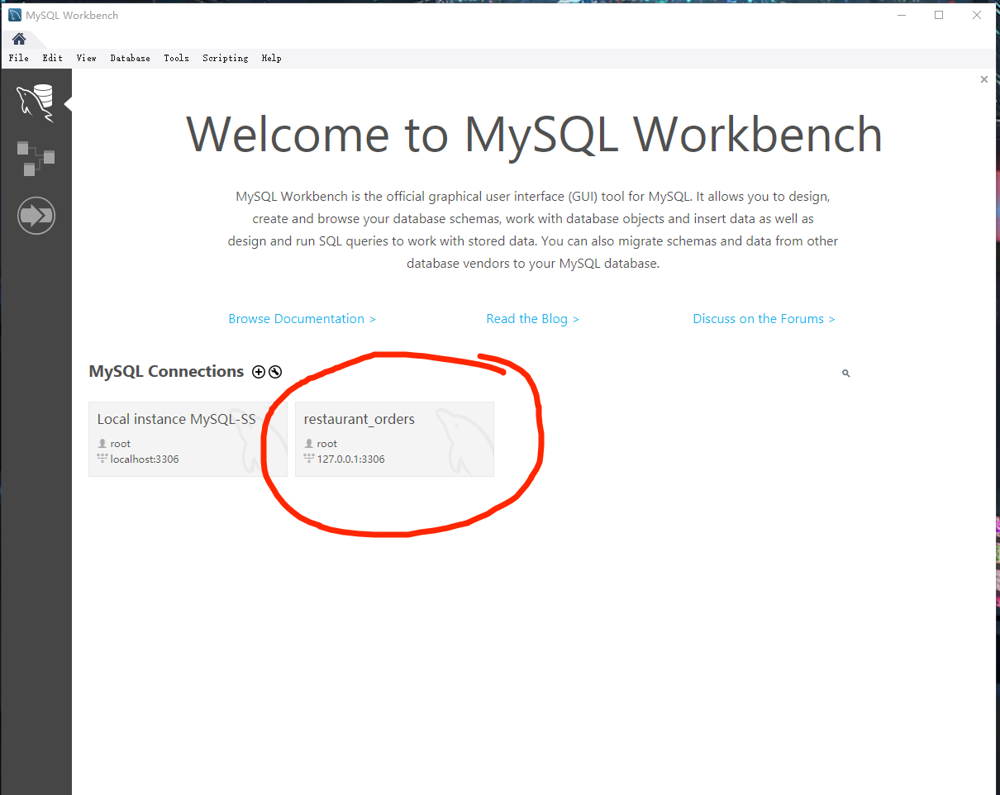 MySQL Workbench
File Edit View Database Tools Scripting Help
Welcome to MySQL Workbench
MySQL Workbench is the official graphical user interface (GUI) tool for MySQL. It allows you to design,
create and browse your database schemas, work with database objects and insert data as well as
design and run SQL queries to work with stored data. You can also migrate schemas and data from other
database vendors to your MySQL database.
Browse Documentation >
Read the Blog >
Discuss on the Forums >
MySQL Connections
Local instance MySQL-SS
root
localhost:3306
restaurant_orders
root
127.0.0.1:3306